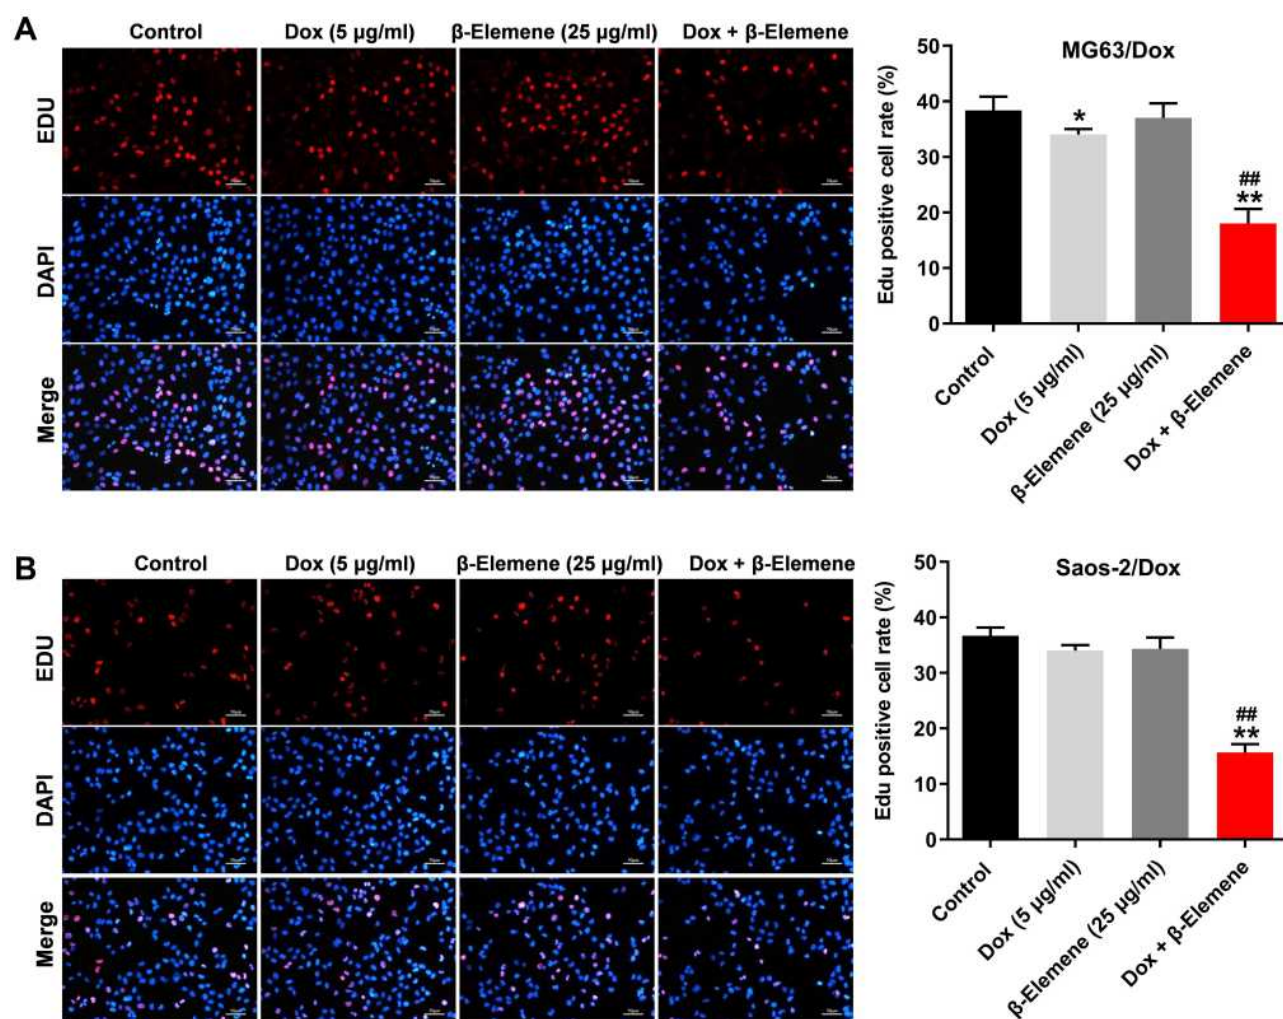 A
Control
Dox (5 µg/ml)
β-Elemene (25 µg/ml)
Dox + β-Elemene
EDU
DAPI
Merge
MG63/Dox
Edu positive cell rate (%)
50
40
30
20
10
0
*
##
**
Control
Dox (5 µg/ml)
β-Elemene (25 µg/ml)
Dox + β-Elemene
B
Control
Dox (5 µg/ml)
β-Elemene (25 µg/ml)
Dox + β-Elemene
EDU
DAPI
Merge
Saos-2/Dox
Edu positive cell rate (%)
50
40
30
20
10
0
##
**
Control
Dox (5 µg/ml)
β-Elemene (25 µg/ml)
Dox + β-Elemene